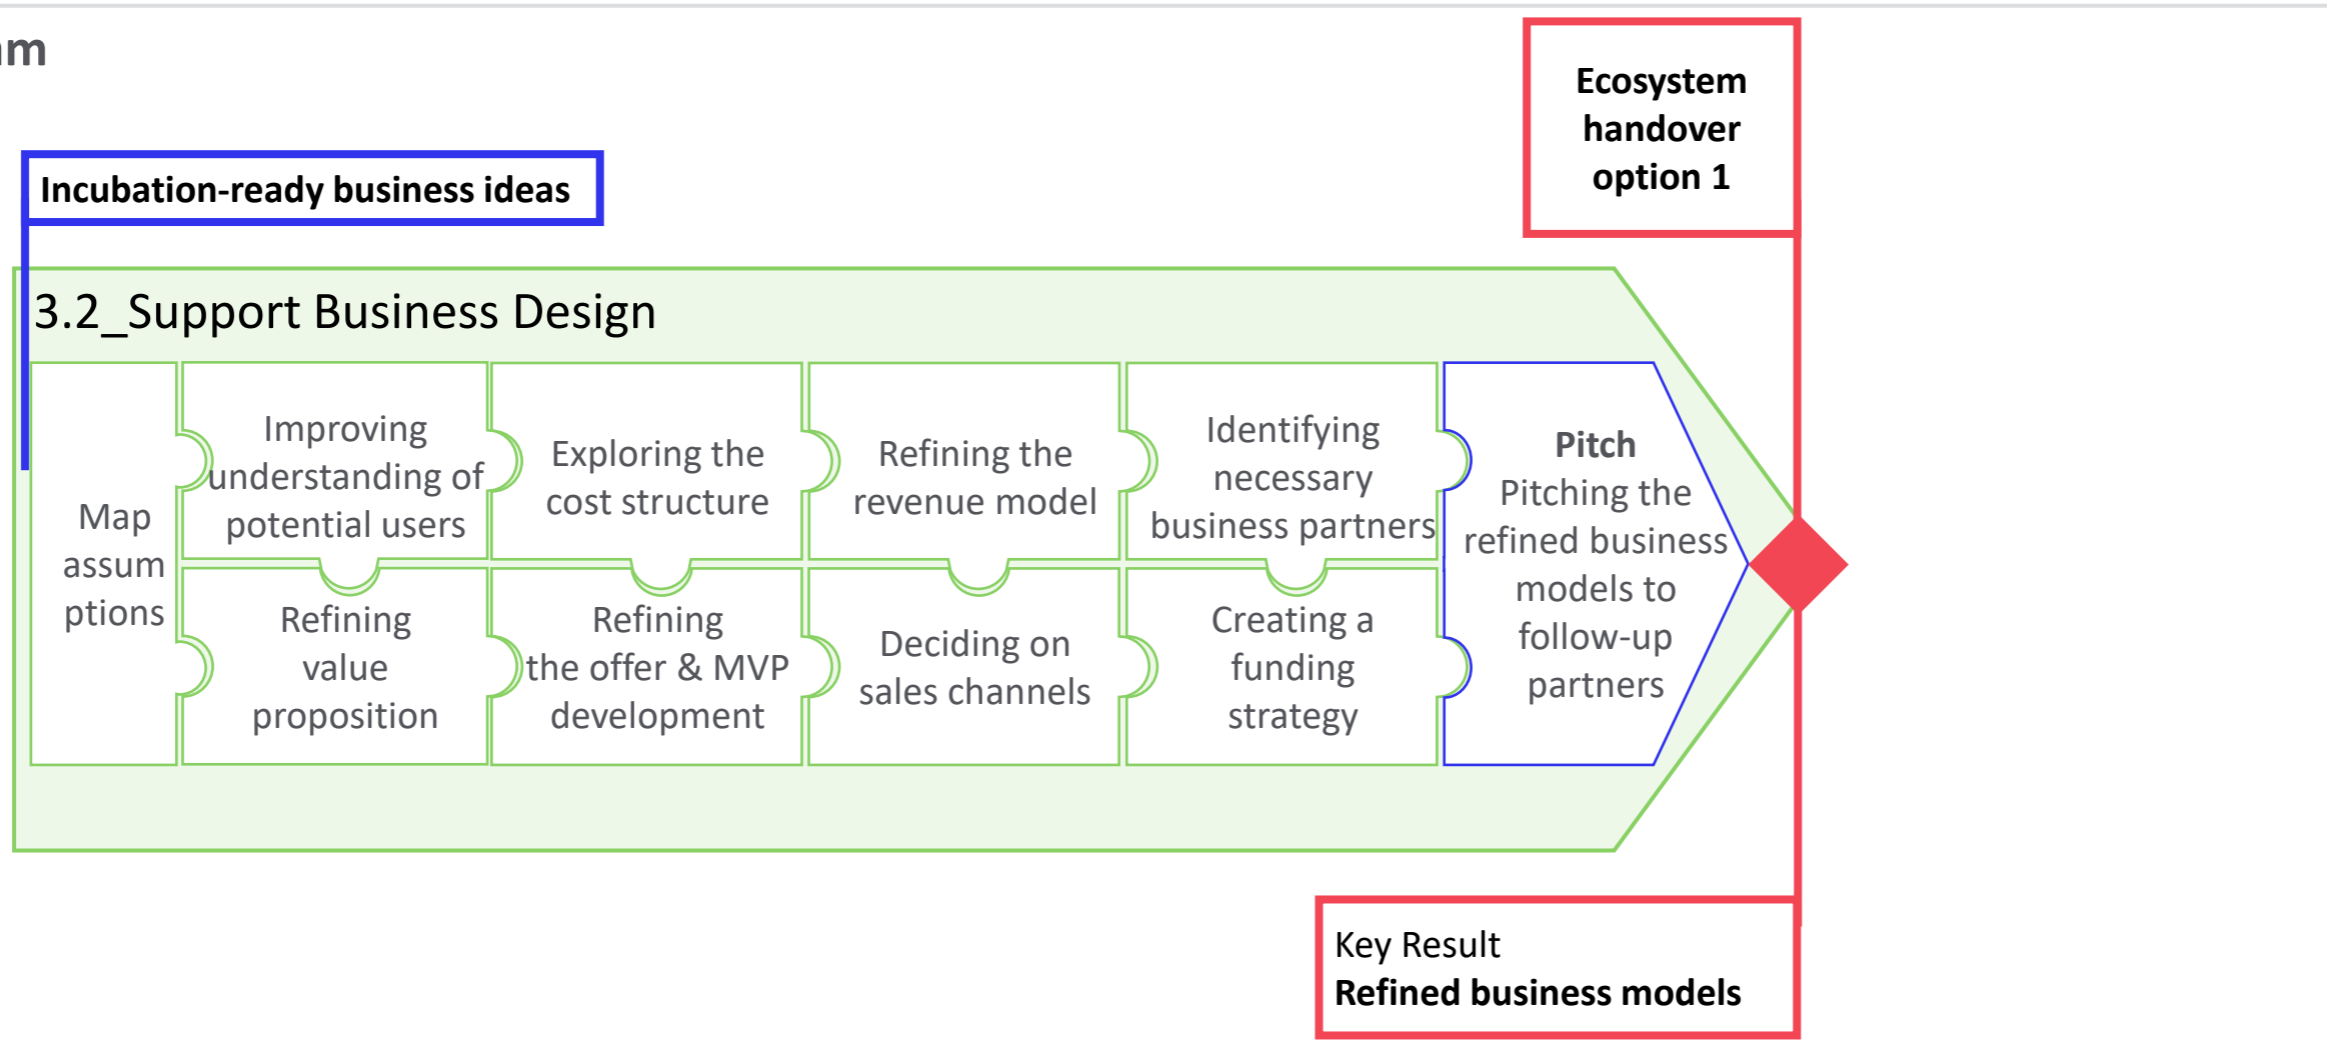 Ecosystem
handover
option 1
Incubation-ready business ideas
3.2_Support Business Design
Map
assum
ptions
Improving
understanding of
potential users
Exploring the
cost structure
Refining the
revenue model
Identifying
necessary
business partners
Refining
value
proposition
Refining
the offer & MVP
development
Deciding on
sales channels
Creating a
funding
strategy
Pitch
Pitching the
refined business
models to
follow-up
partners
Key Result
Refined business models